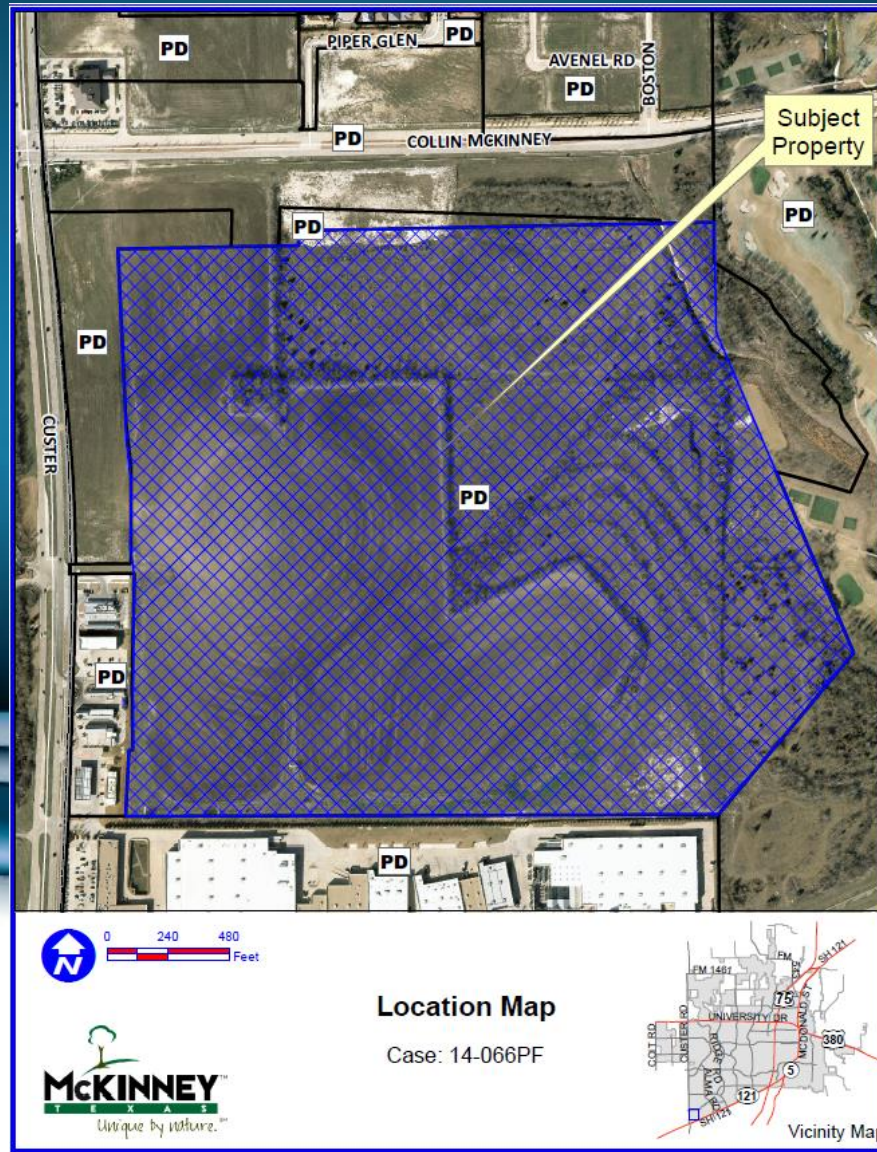 PD
PIPER GLEN
PD
AVENEL RD
PD
BOSTON
PD
COLLIN MCKINNEY
Subject
Property
PD
PD
PD
CUSTER
PD
PD
PD
N
0 240 480
Feet
Location Map
Case: 14-066PF
McKINNEY™
TEXAS
Unique by nature.℠
FM 1461
FM
SH 121
75
UNIVERSITY DR
MCDONALD ST
380
COIT RD
CUSTER RD
RIDGE RD
ALMA RD
5
121
SH 121
Vicinity Map